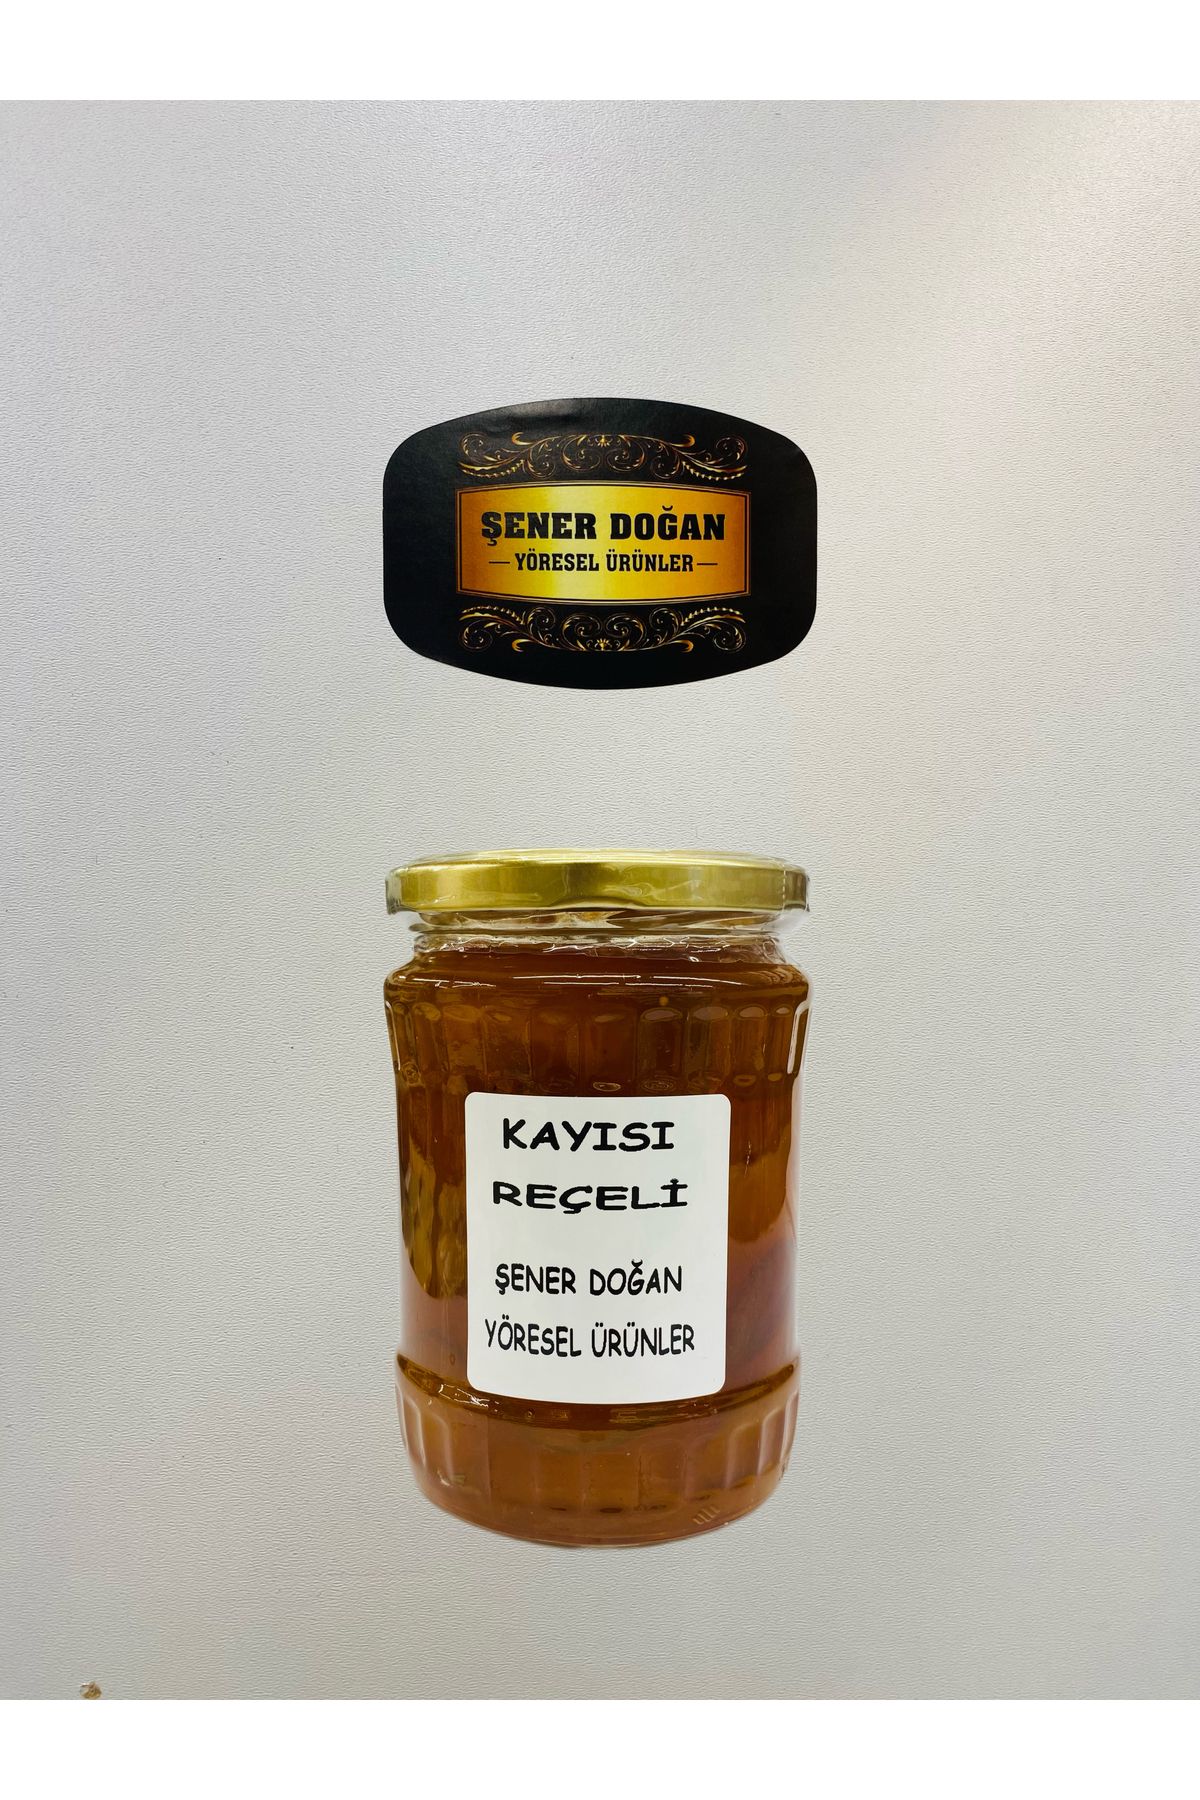 ŞENER DOĞAN
YÖRESEL ÜRÜNLER
KAYISI
REÇELİ
ŞENER DOĞAN
YÖRESEL ÜRÜNLER